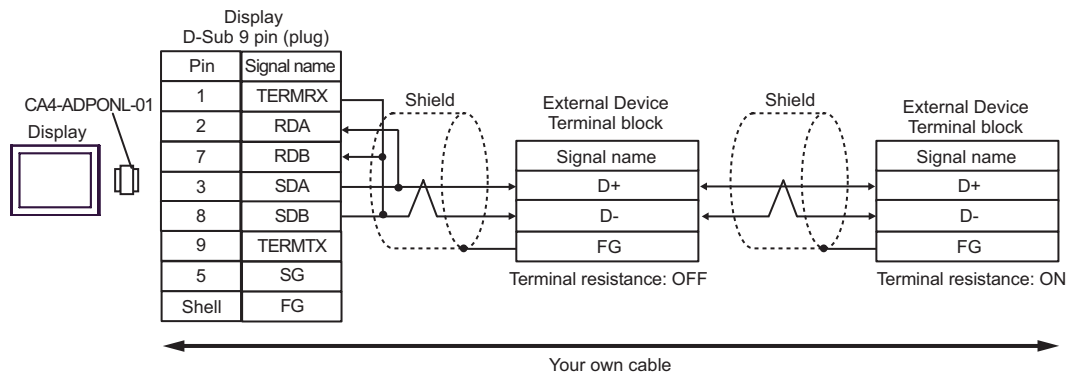 Display
D-Sub 9 pin (plug)
Pin Signal name
1 TERMRX
2 RDA
7 RDB
3 SDA
8 SDB
9 TERMTX
5 SG
Shell FG
CA4-ADPONL-01
Display
Shield
External Device
Terminal block
Signal name
D+
D-
FG
Terminal resistance: OFF
Shield
External Device
Terminal block
Signal name
D+
D-
FG
Terminal resistance: ON
Your own cable